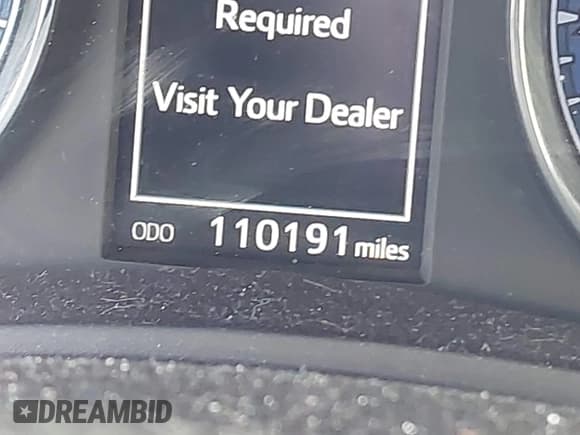 Required
Visit Your Dealer
ODO 110191 miles
DREAMBID